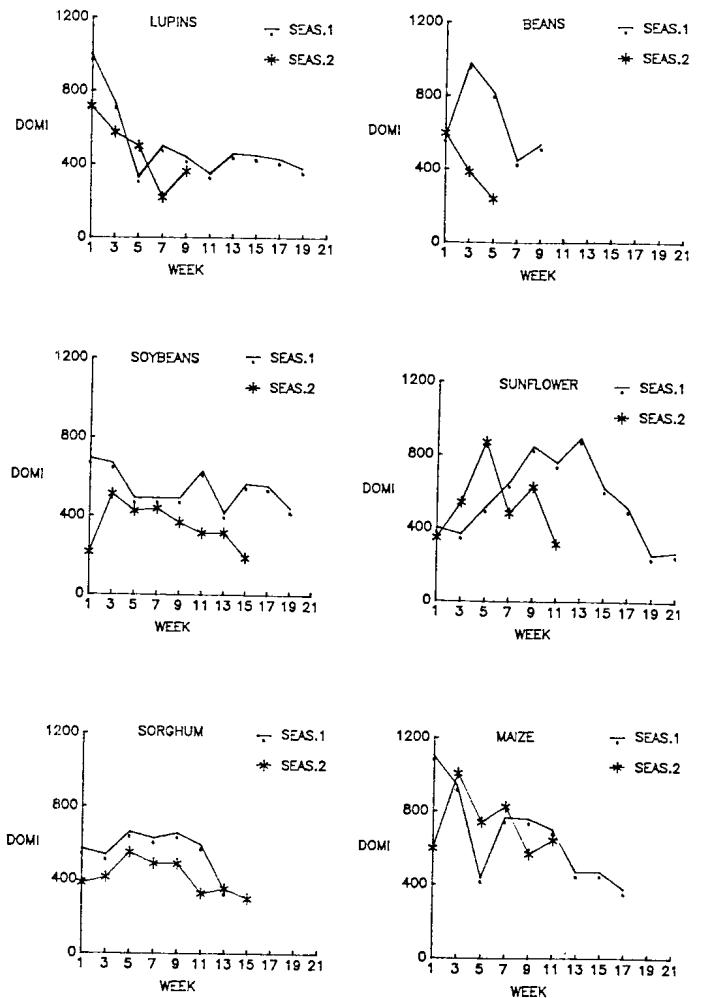 LUPINS
SEAS.1
SEAS.2
1200
800
400
0
DOMI
1 3 5 7 9 11 13 15 17 19 21
WEEK
BEANS
SEAS.1
SEAS.2
1200
800
400
0
DOMI
1 3 5 7 9 11 13 15 17 19 21
WEEK
SOYBEANS
SEAS.1
SEAS.2
1200
800
400
0
DOMI
1 3 5 7 9 11 13 15 17 19 21
WEEK
SUNFLOWER
SEAS.1
SEAS.2
1200
800
400
0
DOMI
1 3 5 7 9 11 13 15 17 19 21
WEEK
SORGHUM
SEAS.1
SEAS.2
1200
800
400
0
DOMI
1 3 5 7 9 11 13 15 17 19 21
WEEK
MAIZE
SEAS.1
SEAS.2
1200
800
400
0
DOMI
1 3 5 7 9 11 13 15 17 19 21
WEEK